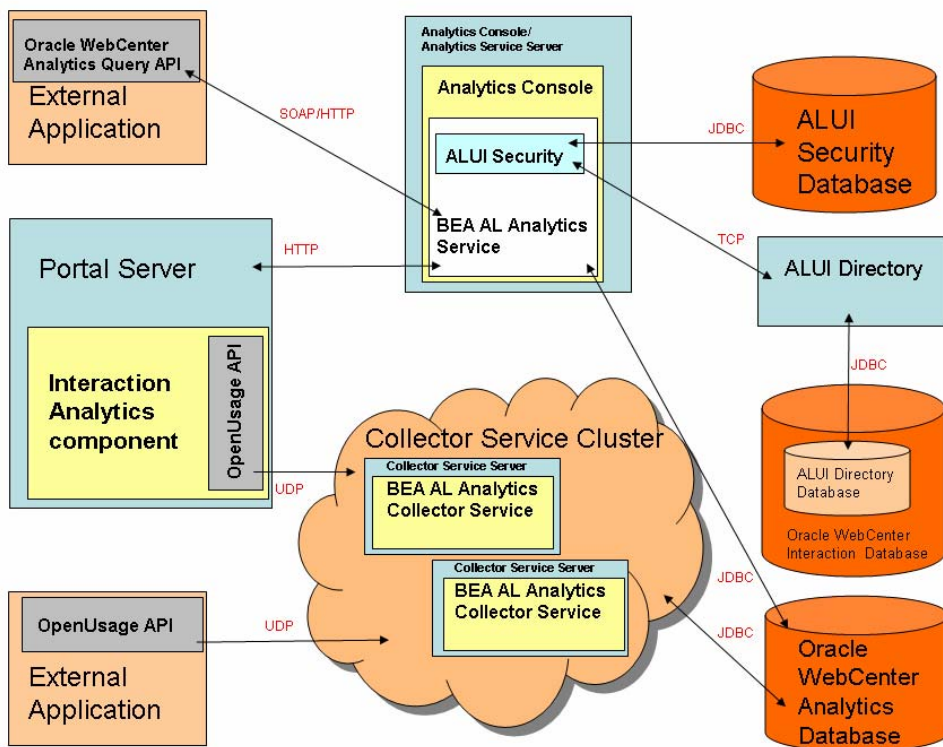 Oracle WebCenter
Analytics Query API
External
Application
SOAP/HTTP
Analytics Console/
Analytics Service Server
Analytics Console
ALUI Security
BEA AL Analytics
Service
JDBC
ALUI
Security
Database
TCP
ALUI Directory
JDBC
ALUI Directory
Database
Oracle WebCenter
Interaction Database
HTTP
Portal Server
Interaction
Analytics
component
OpenUsage API
UDP
Collector Service Cluster
Collector Service Server
BEA AL Analytics
Collector Service
Collector Service Server
BEA AL Analytics
Collector Service
JDBC
JDBC
OpenUsage API
UDP
External
Application
Oracle
WebCenter
Analytics
Database